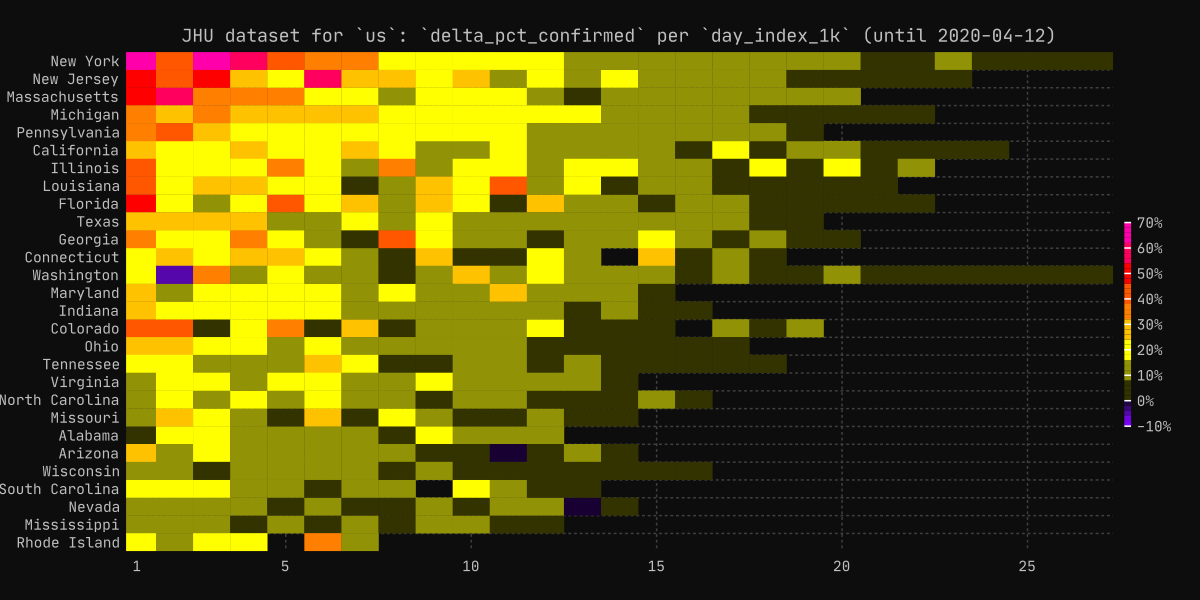 JHU dataset for `us`: `delta_pct_confirmed` per `day_index_1k` (until 2020-04-12)
New York
New Jersey
Massachusetts
Michigan
Pennsylvania
California
Illinois
Louisiana
Florida
Texas
Georgia
Connecticut
Washington
Maryland
Indiana
Colorado
Ohio
Tennessee
Virginia
North Carolina
Missouri
Alabama
Arizona
Wisconsin
South Carolina
Nevada
Mississippi
Rhode Island
1 5 10 15 20 25
70%
60%
50%
40%
30%
20%
10%
0%
-10%